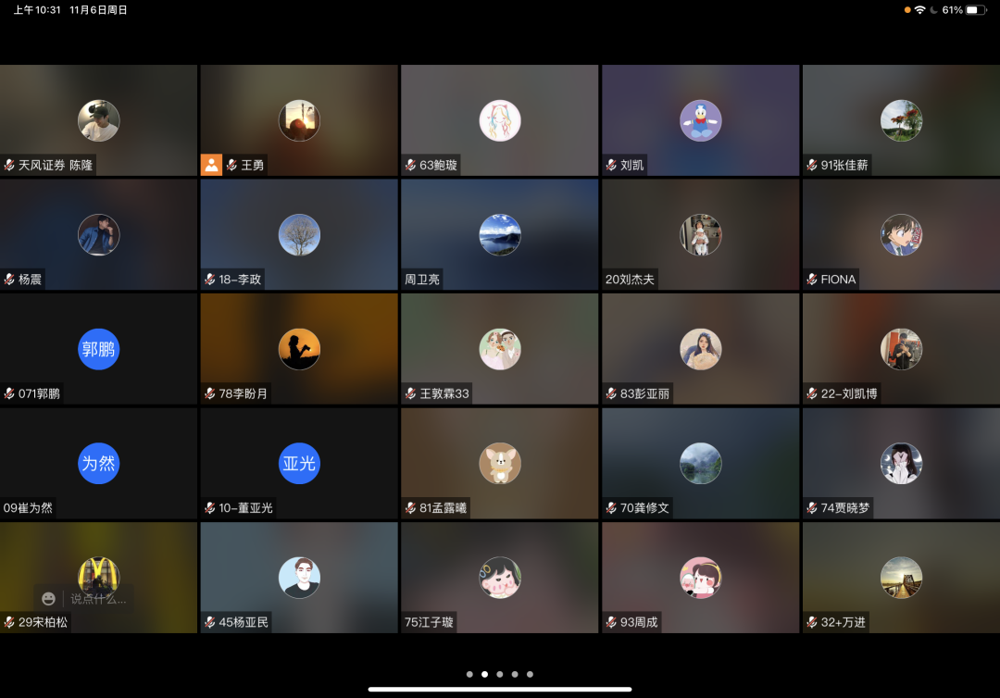 上午10:31 11月6日周日
61%
天风证券 陈隆
王勇
63鲍璇
刘凯
91张佳薪
杨震
18-李政
周卫亮
20刘杰夫
FIONA
郭鹏
071郭鹏
78李盼月
王敦霖33
83彭亚丽
22-刘凯博
为然
09崔为然
亚光
10-董亚光
81孟露曦
70龚修文
74贾晓梦
说点什么...
29宋柏松
45杨亚民
75江子璇
93周成
32+万进